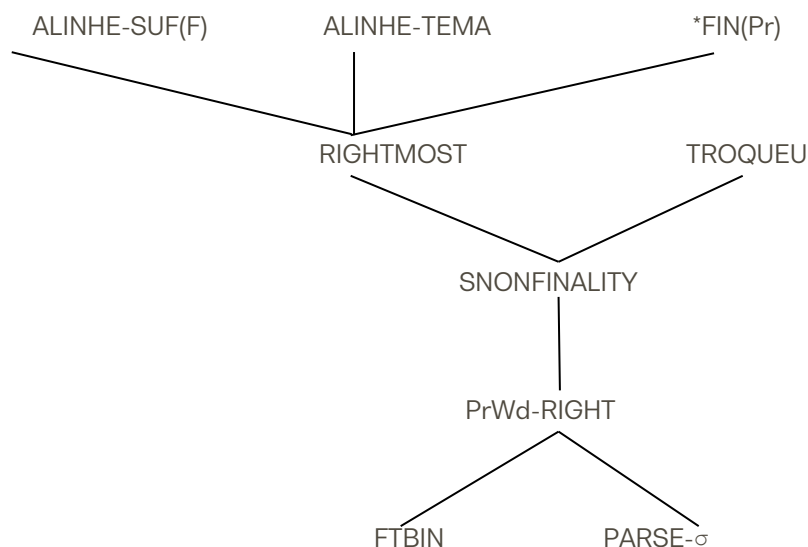 ALINHE-SUF(F) ALINHE-TEMA *FIN(Pr)
RIGHTMOST TROQUEU
SNONFINALITY
PrWd-RIGHT
FTBIN PARSE-σ